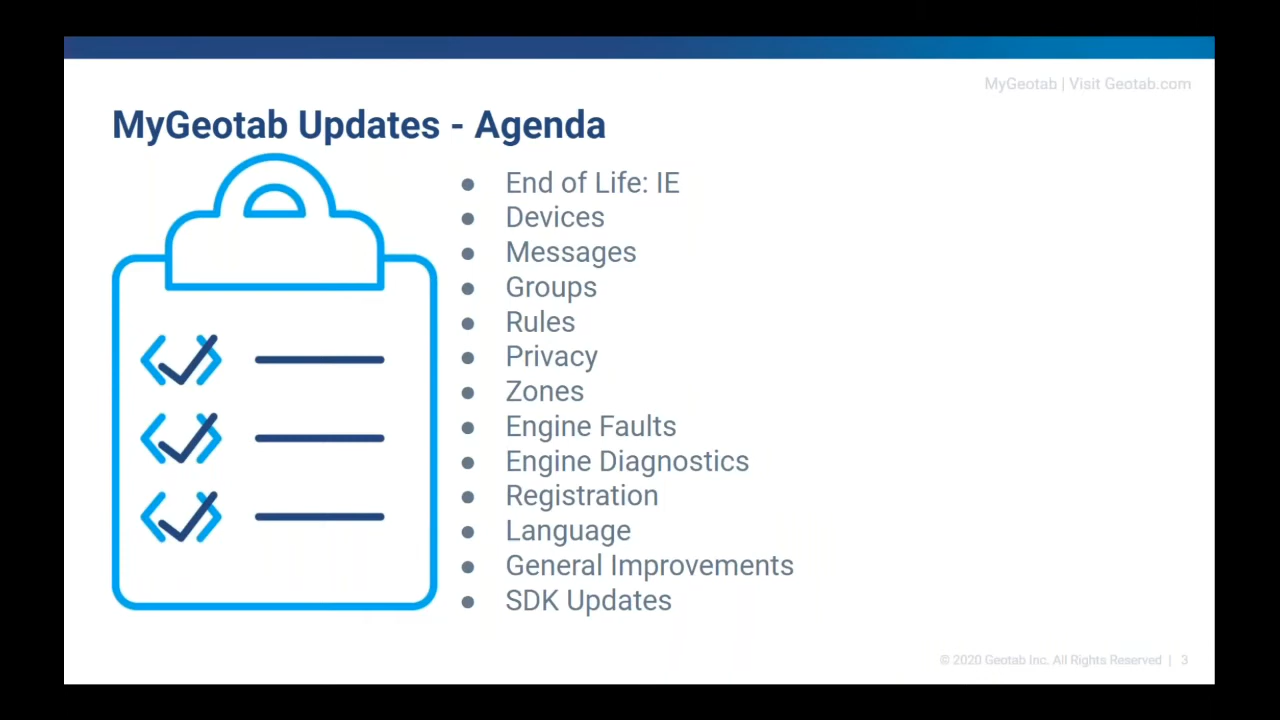 MyGeotab | Visit Geotab.com
MyGeotab Updates - Agenda
● End of Life: IE
● Devices
● Messages
● Groups
● Rules
● Privacy
● Zones
● Engine Faults
● Engine Diagnostics
● Registration
● Language
● General Improvements
● SDK Updates
© 2020 Geotab Inc. All Rights Reserved | 3